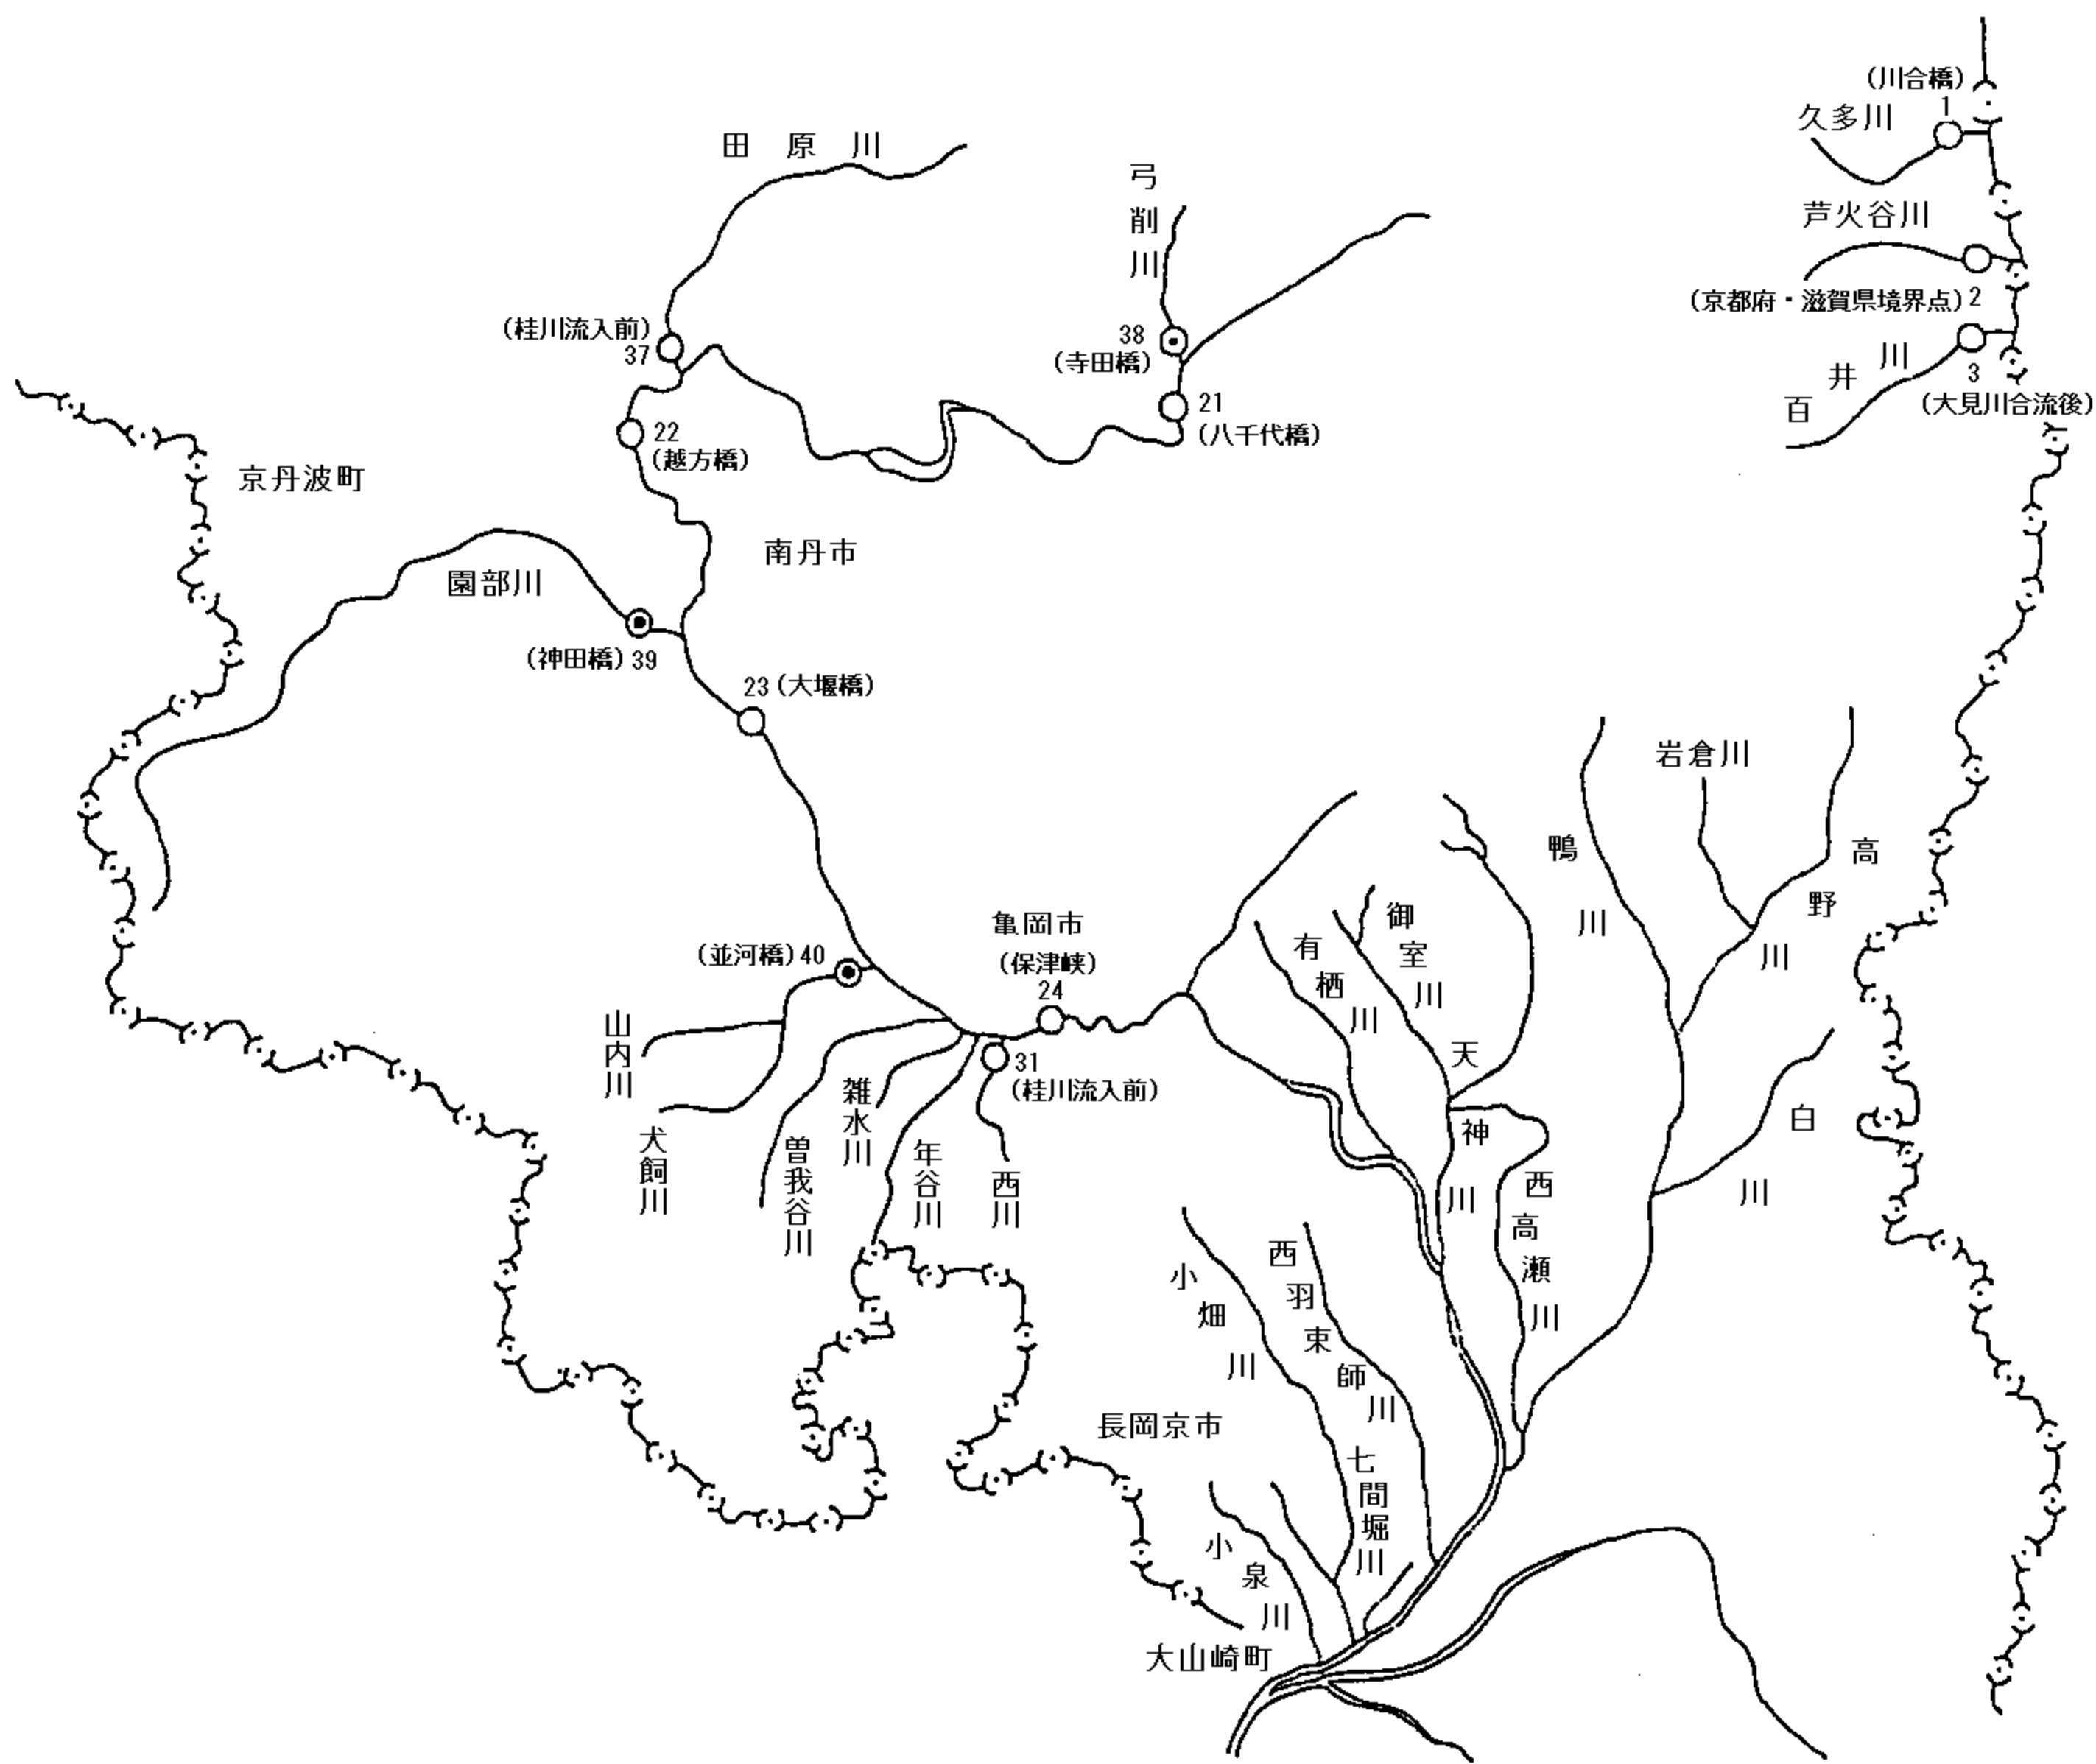 (川合橋)
1
久多川
田原川
弓削川
芦火谷川
(京都府・滋賀県境界点)2
(桂川流入前)
37
38
(寺田橋)
百井川
3
(大見川合流後)
21
(八千代橋)
22
(越方橋)
京丹波町
南丹市
園部川
(神田橋)39
23(大堰橋)
岩倉川
鴨川
高野川
亀岡市
(保津峡)
24
(並河橋)40
有栖川
御室川
天神川
山内川
犬飼川
曽我谷川
雑水川
年谷川
西川
31
(桂川流入前)
白川
西高瀬川
小畑川
西羽束師川
長岡京市
七間堀川
小泉川
大山崎町